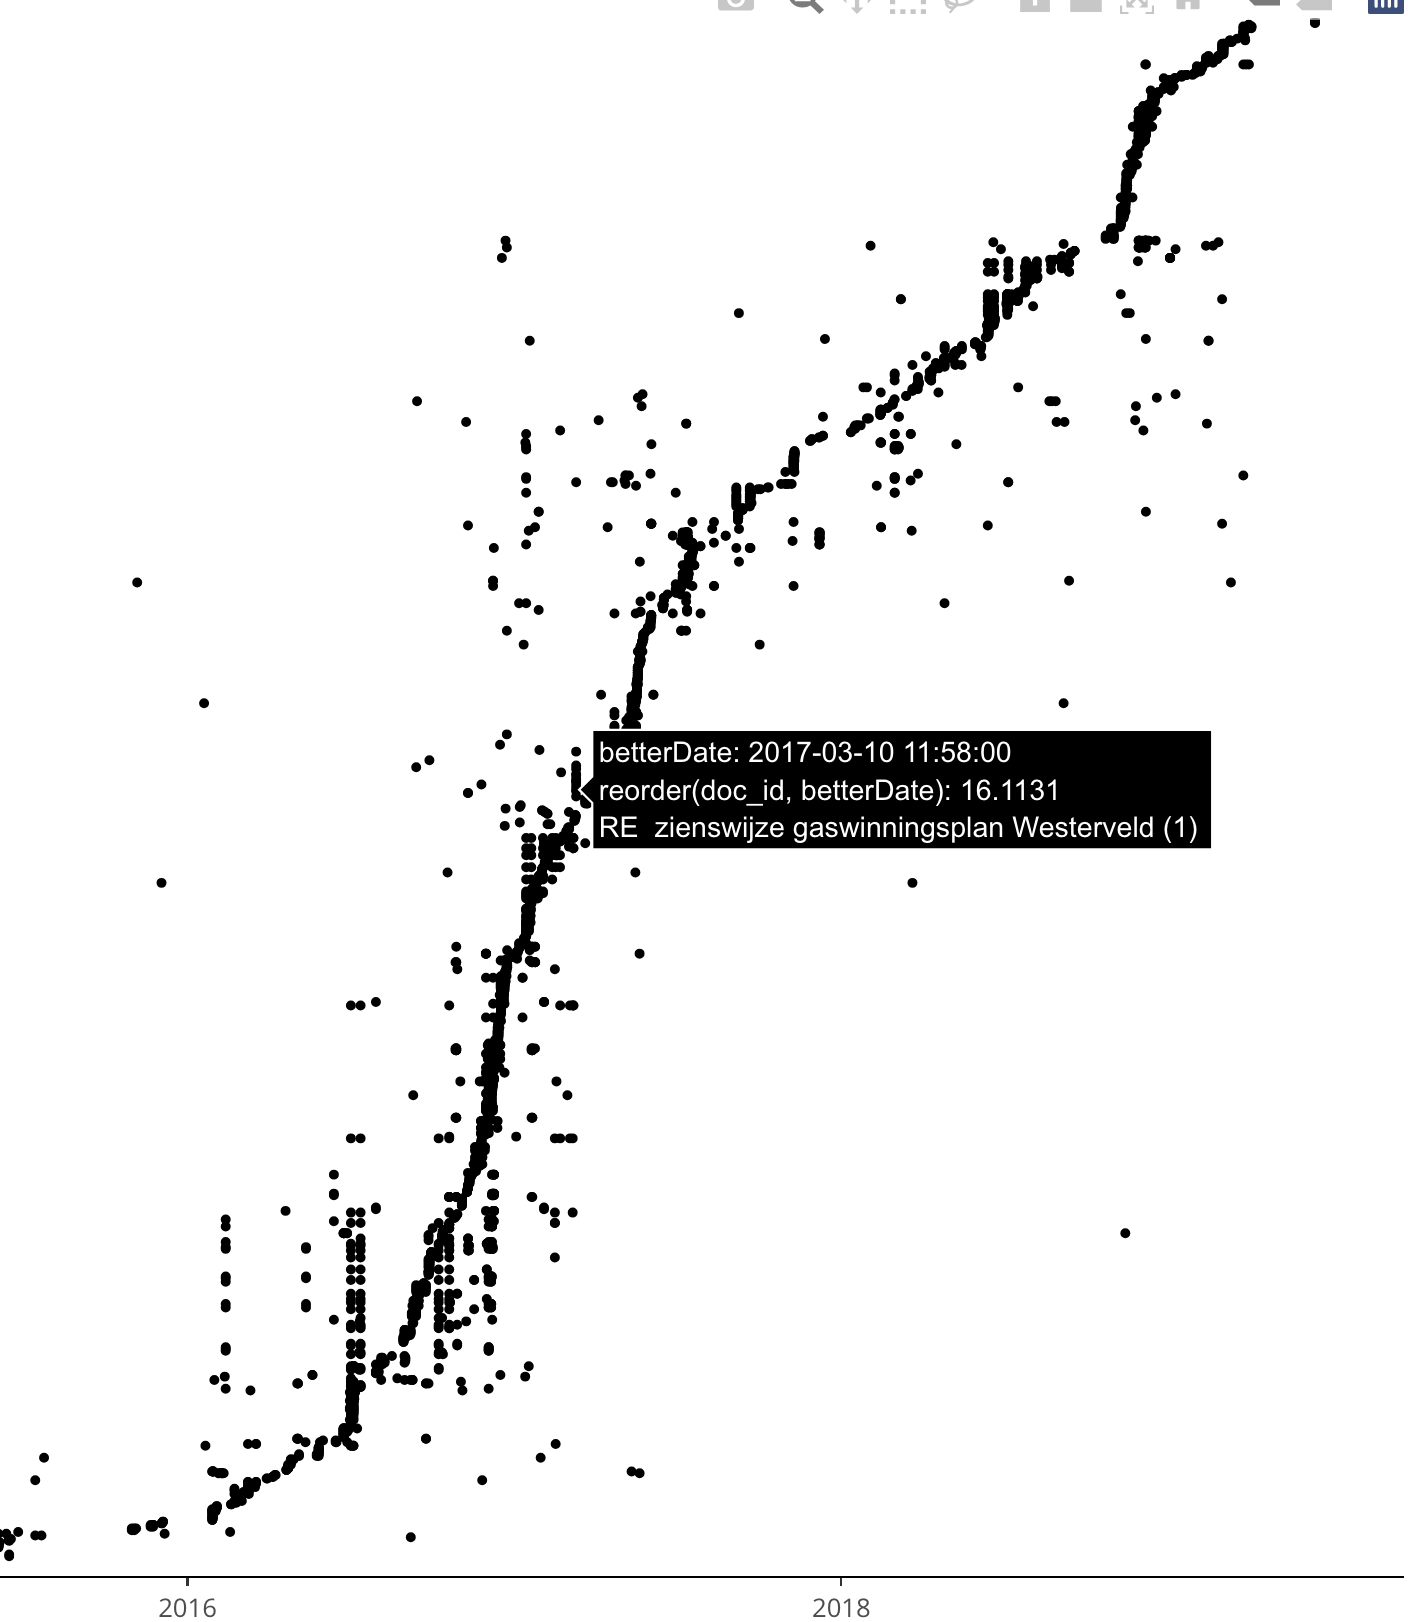 betterDate: 2017-03-10 11:58:00
reorder(doc_id, betterDate): 16.1131
RE  zienswijze gaswinningsplan Westerveld (1)
2016
2018